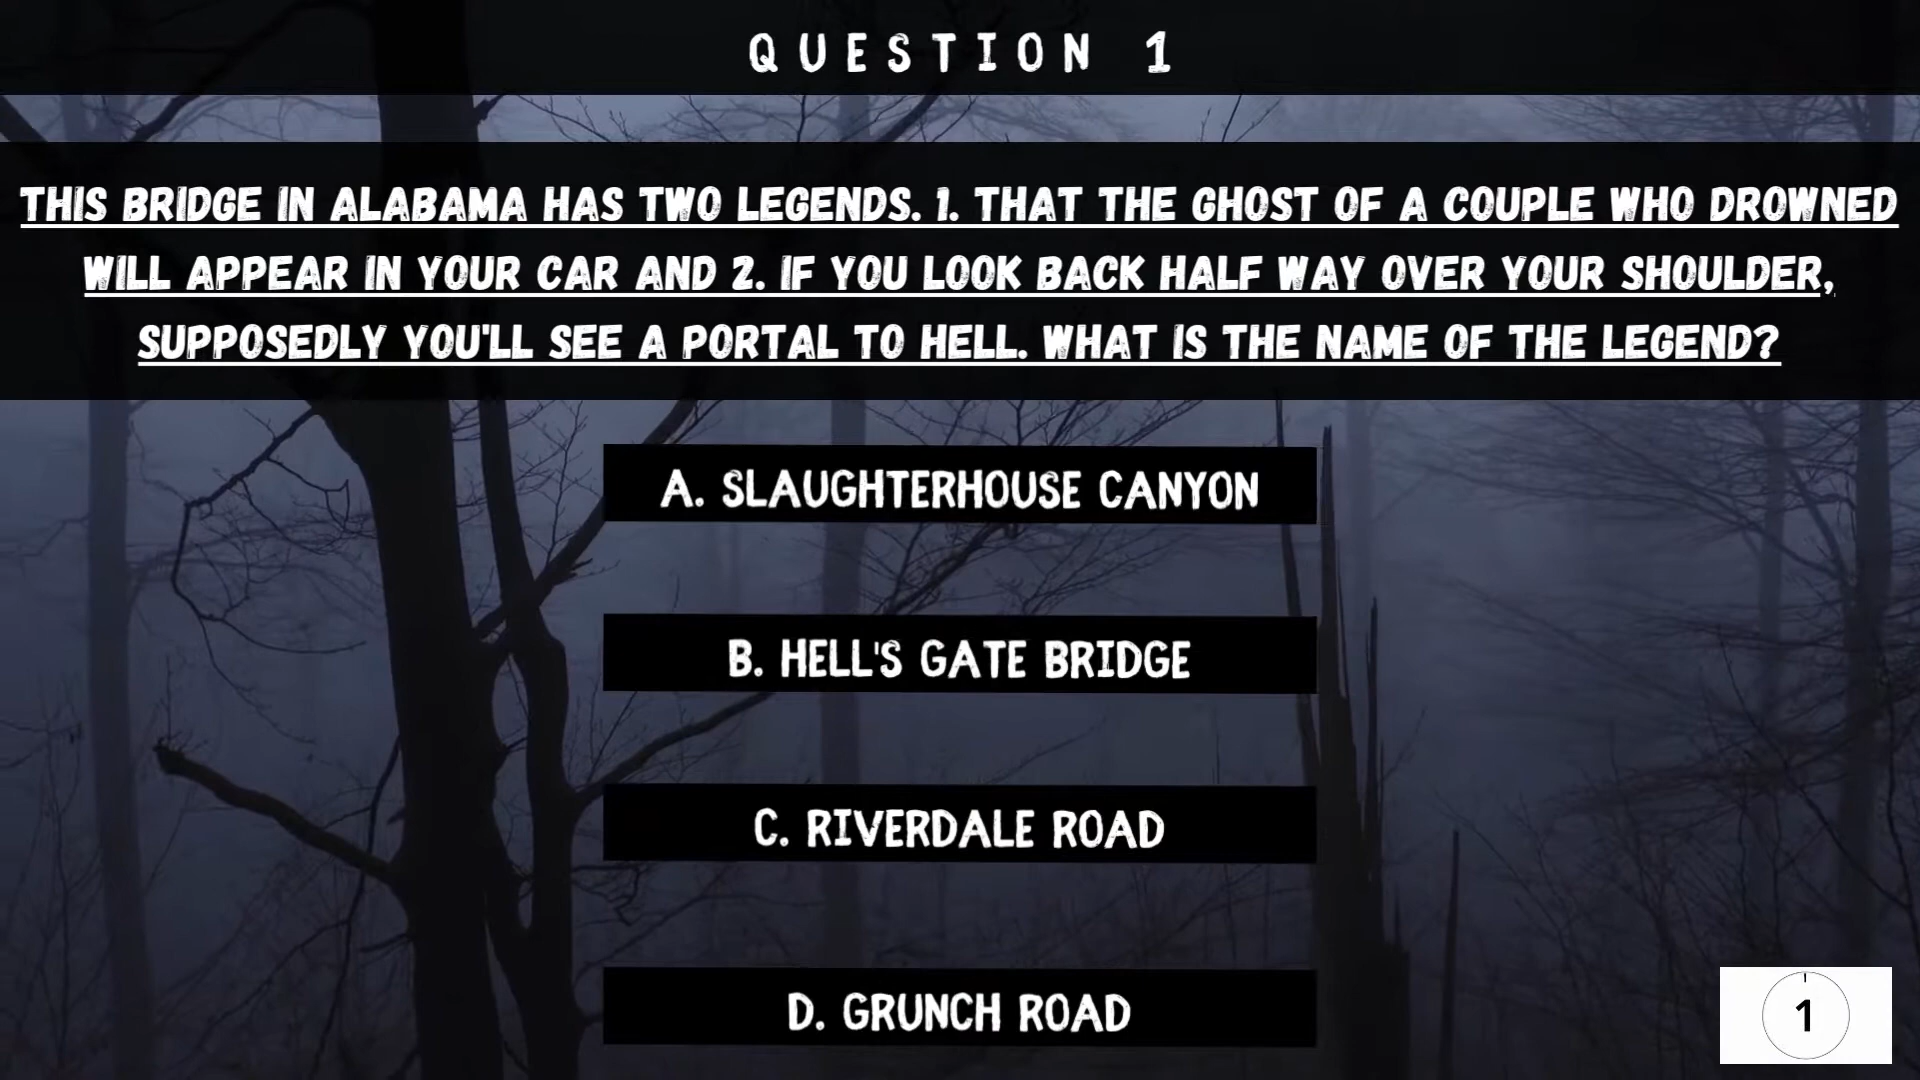 QUESTION 1
THIS BRIDGE IN ALABAMA HAS TWO LEGENDS. 1. THAT THE GHOST OF A COUPLE WHO DROWNED
WILL APPEAR IN YOUR CAR AND 2. IF YOU LOOK BACK HALF WAY OVER YOUR SHOULDER,
SUPPOSEDLY YOU'LL SEE A PORTAL TO HELL. WHAT IS THE NAME OF THE LEGEND?
A. SLAUGHTERHOUSE CANYON
B. HELL'S GATE BRIDGE
C. RIVERDALE ROAD
D. GRUNCH ROAD
1